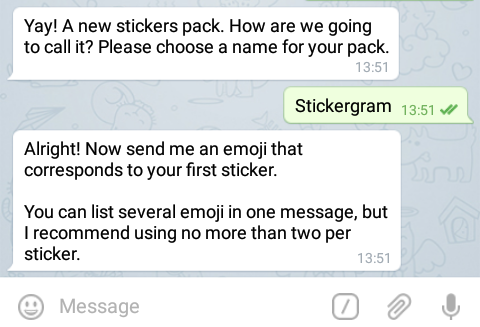 Yay! A new stickers pack. How are we going
to call it? Please choose a name for your pack.
13:51
Stickergram 13:51
Alright! Now send me an emoji that
corresponds to your first sticker.
You can list several emoji in one message, but
I recommend using no more than two per
sticker.
13:51
Message